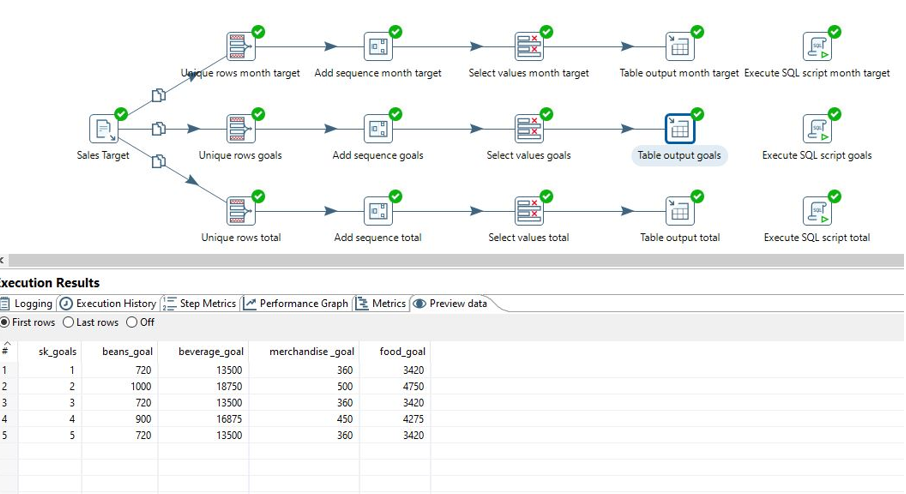 Unique rows month target Add sequence month target Select values month target Table output month target Execute SQL script month target
Sales Target Unique rows goals Add sequence goals Select values goals Table output goals Execute SQL script goals
Unique rows total Add sequence total Select values total Table output total Execute SQL script total
Execution Results
Logging Execution History Step Metrics Performance Graph Metrics Preview data
First rows Last rows Off
# sk_goals beans_goal beverage_goal merchandise _goal food_goal
1 1 720 13500 360 3420
2 2 1000 18750 500 4750
3 3 720 13500 360 3420
4 4 900 16875 450 4275
5 5 720 13500 360 3420